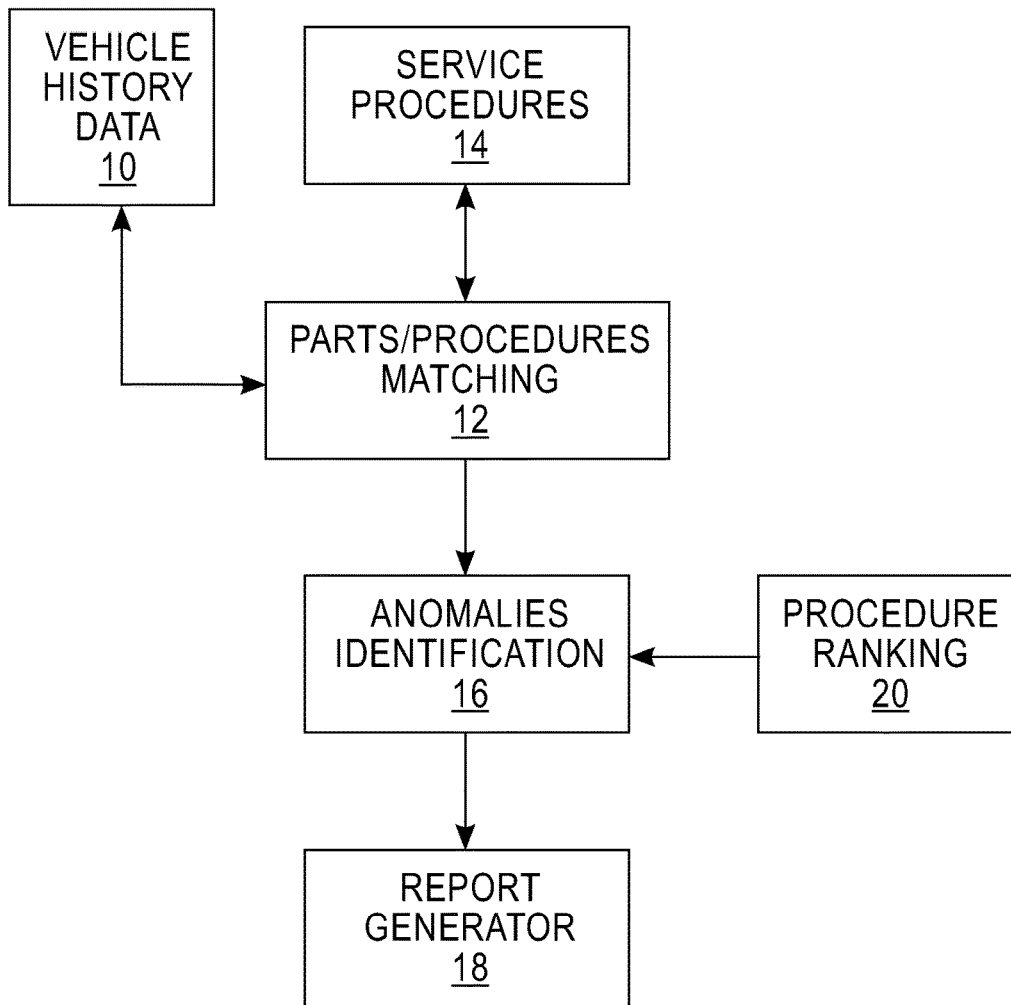 VEHICLE
HISTORY
DATA
10
SERVICE
PROCEDURES
14
PARTS/PROCEDURES
MATCHING
12
ANOMALIES
IDENTIFICATION
16
PROCEDURE
RANKING
20
REPORT
GENERATOR
18